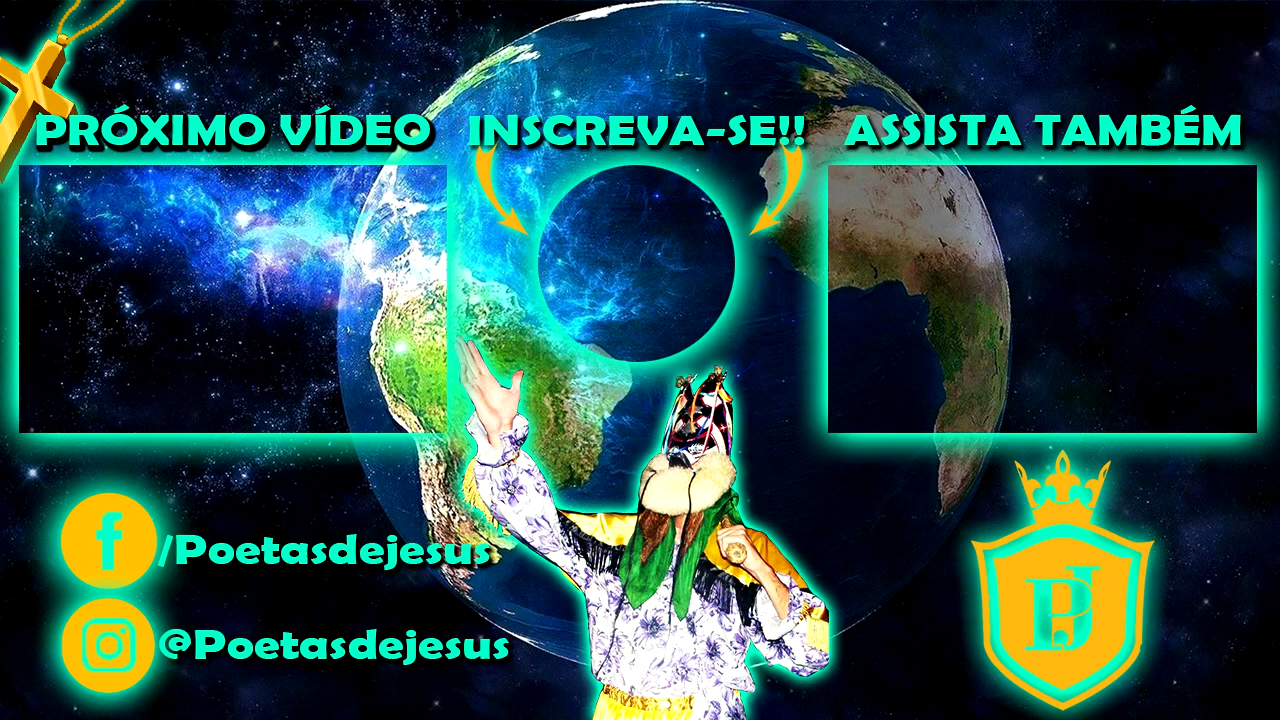 PRÓXIMO VÍDEO
INSCREVA-SE!!
ASSISTA TAMBÉM
/Poetasdejesus
@Poetasdejesus
PJ